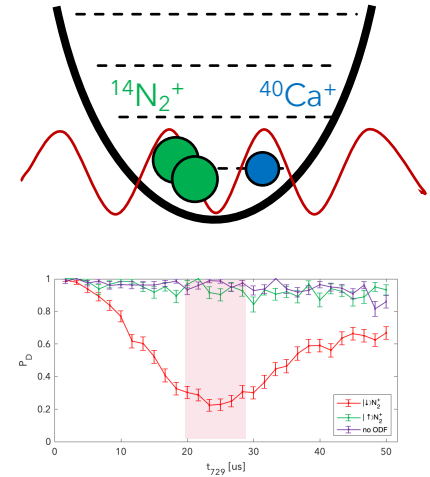 ¹⁴N₂⁺ ⁴⁰Ca⁺
1
0.8
0.6
0.4
0.2
0
P_D
0 10 20 30 40 50
t₇₂₉ [us]
|↓⟩N₂⁺
|↑⟩N₂⁺
no ODF